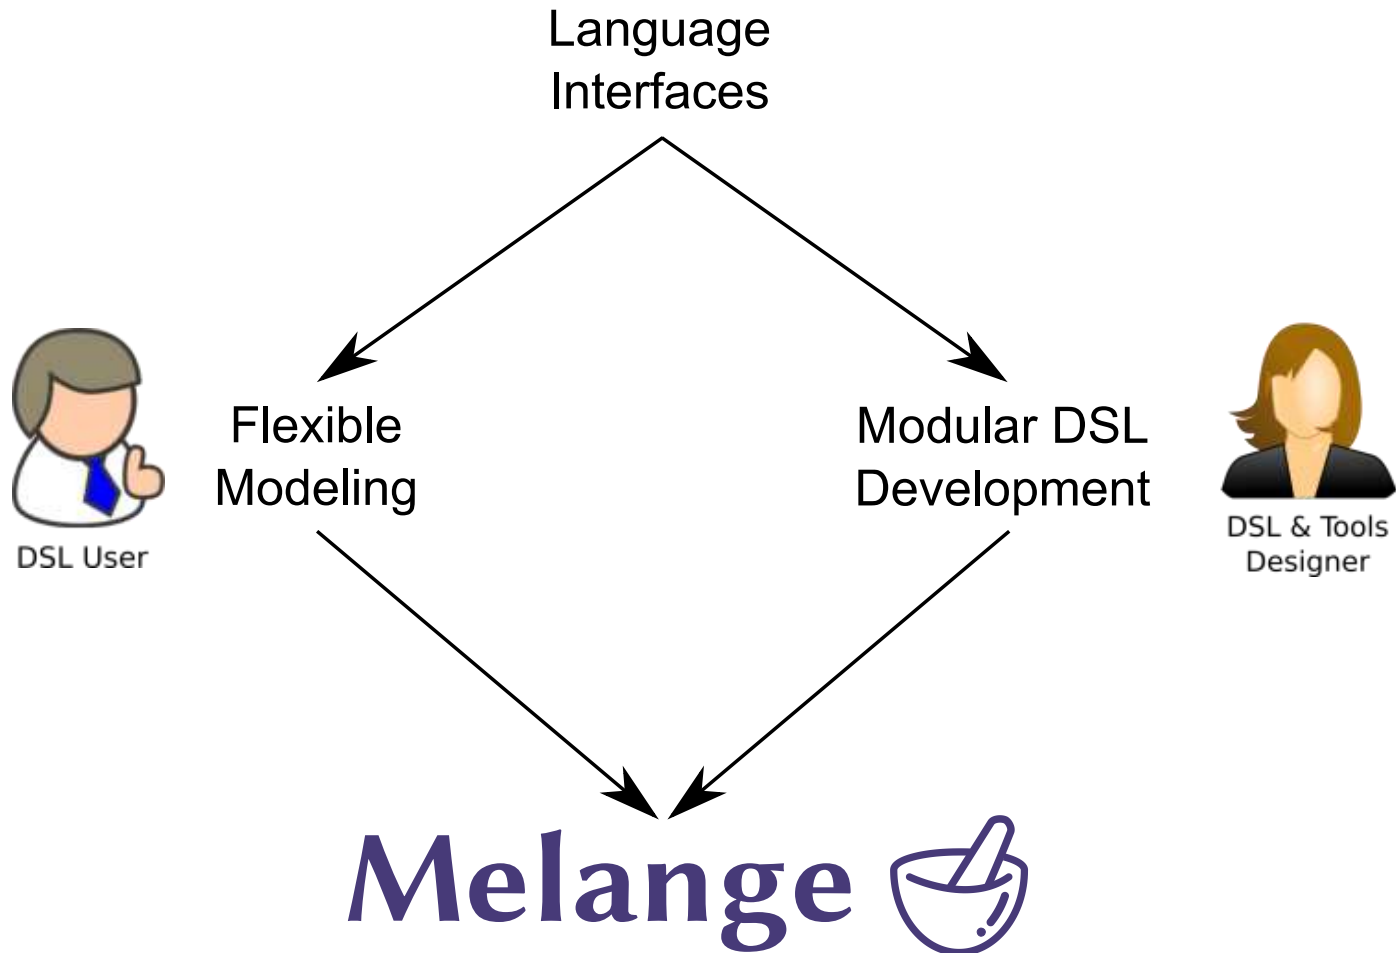 Language
Interfaces
Flexible
Modeling
Modular DSL
Development
DSL User
DSL & Tools
Designer
Melange